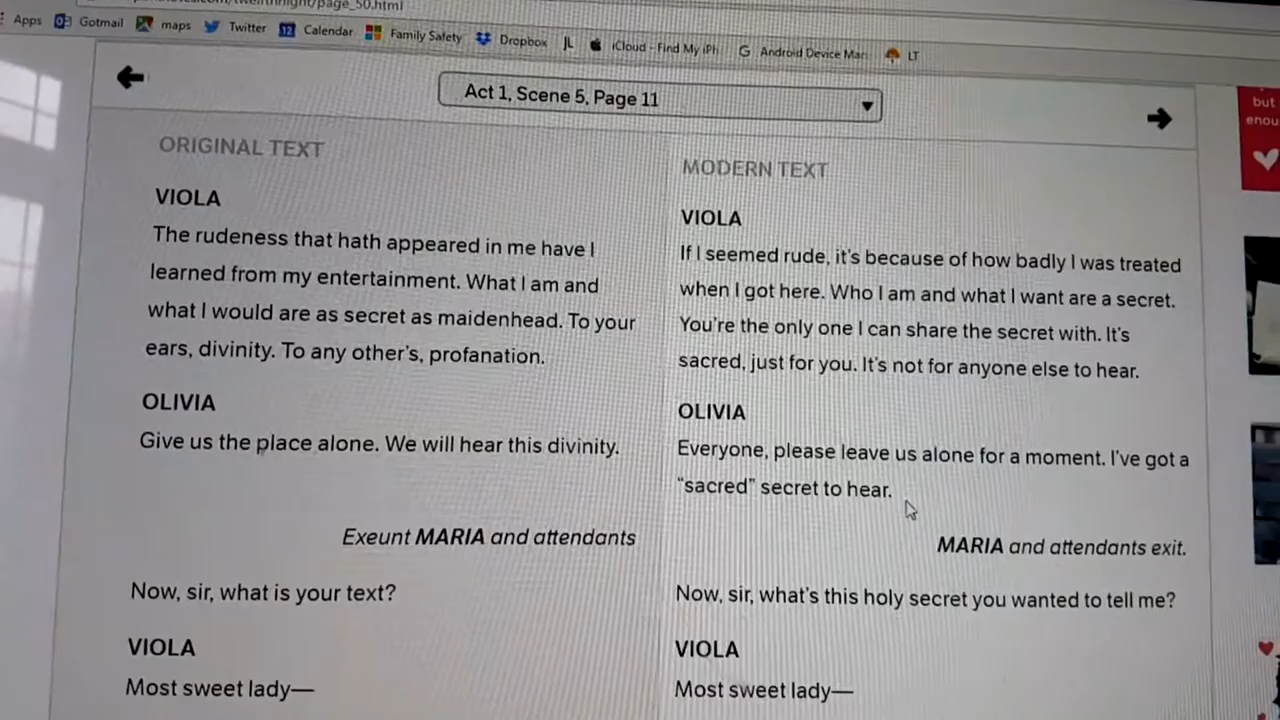 twelfthnight/page_50.html
Apps Gotmail maps Twitter 12 Calendar Family Safety Dropbox JL iCloud - Find My iPh Android Device Man LT
Act 1, Scene 5, Page 11
but
enou
ORIGINAL TEXT
VIOLA
The rudeness that hath appeared in me have I
learned from my entertainment. What I am and
what I would are as secret as maidenhead. To your
ears, divinity. To any other's, profanation.
OLIVIA
Give us the place alone. We will hear this divinity.
Exeunt MARIA and attendants
Now, sir, what is your text?
VIOLA
Most sweet lady—
MODERN TEXT
VIOLA
If I seemed rude, it's because of how badly I was treated
when I got here. Who I am and what I want are a secret.
You're the only one I can share the secret with. It's
sacred, just for you. It's not for anyone else to hear.
OLIVIA
Everyone, please leave us alone for a moment. I've got a
"sacred" secret to hear.
MARIA and attendants exit.
Now, sir, what's this holy secret you wanted to tell me?
VIOLA
Most sweet lady—